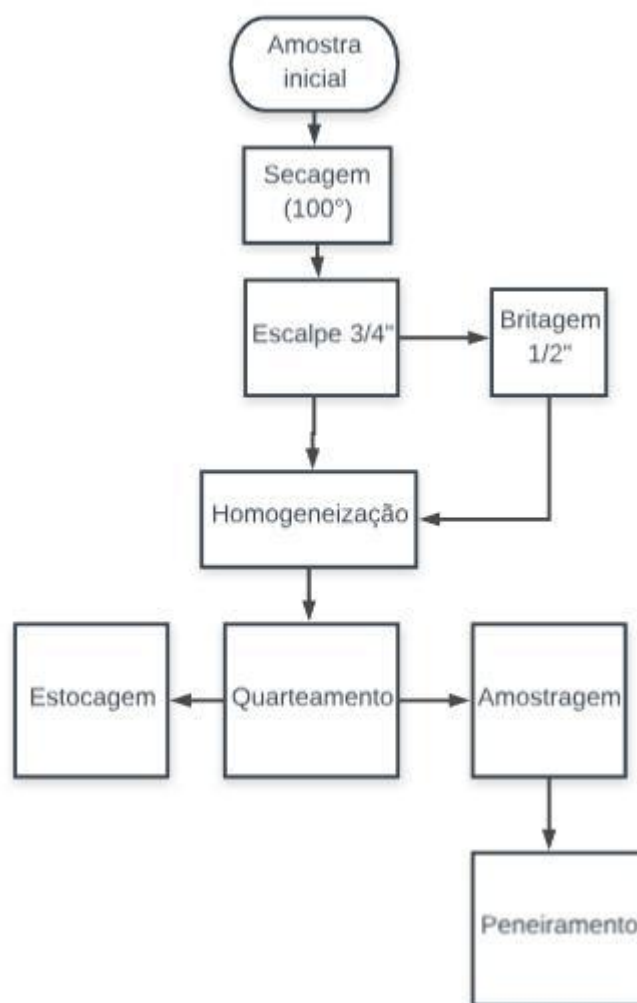 Amostra
inicial
Secagem
(100°)
Escalpe 3/4"
Britagem
1/2"
Homogeneização
Estocagem
Quarteamento
Amostragem
Peneiramento